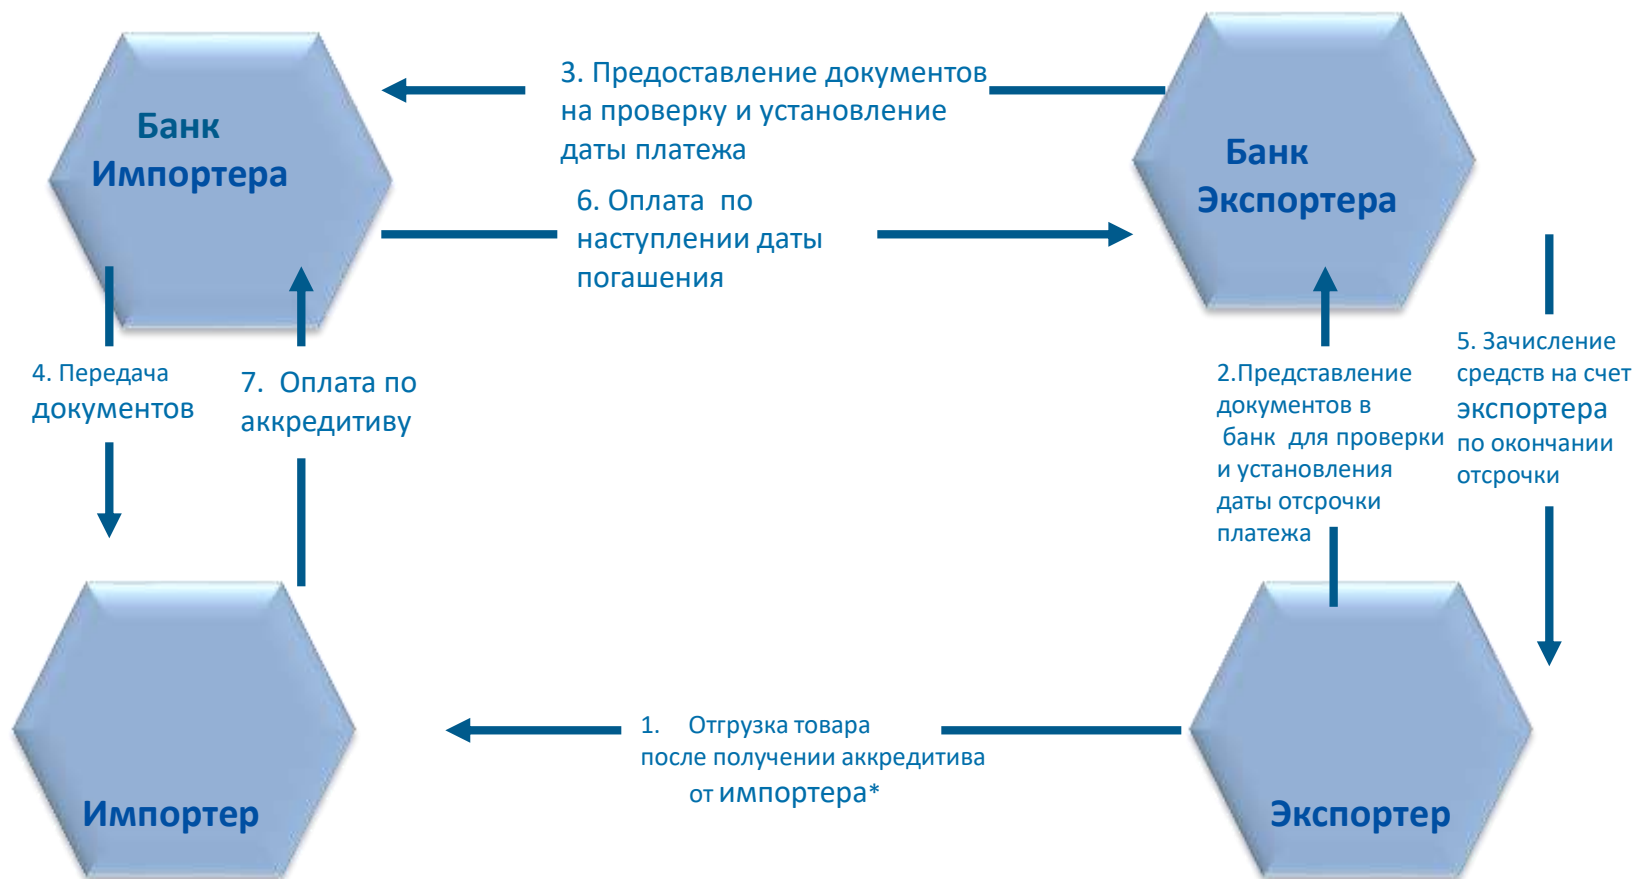 Банк
Импортера
3. Предоставление документов
на проверку и установление
даты платежа
Банк
Экспортера
6. Оплата по
наступлении даты
погашения
4. Передача
документов
7. Оплата по
аккредитиву
2.Представление
документов в
банк для проверки
и установления
даты отсрочки
платежа
5. Зачисление
средств на счет
экспортера
по окончании
отсрочки
1. Отгрузка товара
после получении аккредитива
от импортера*
Импортер
Экспортер